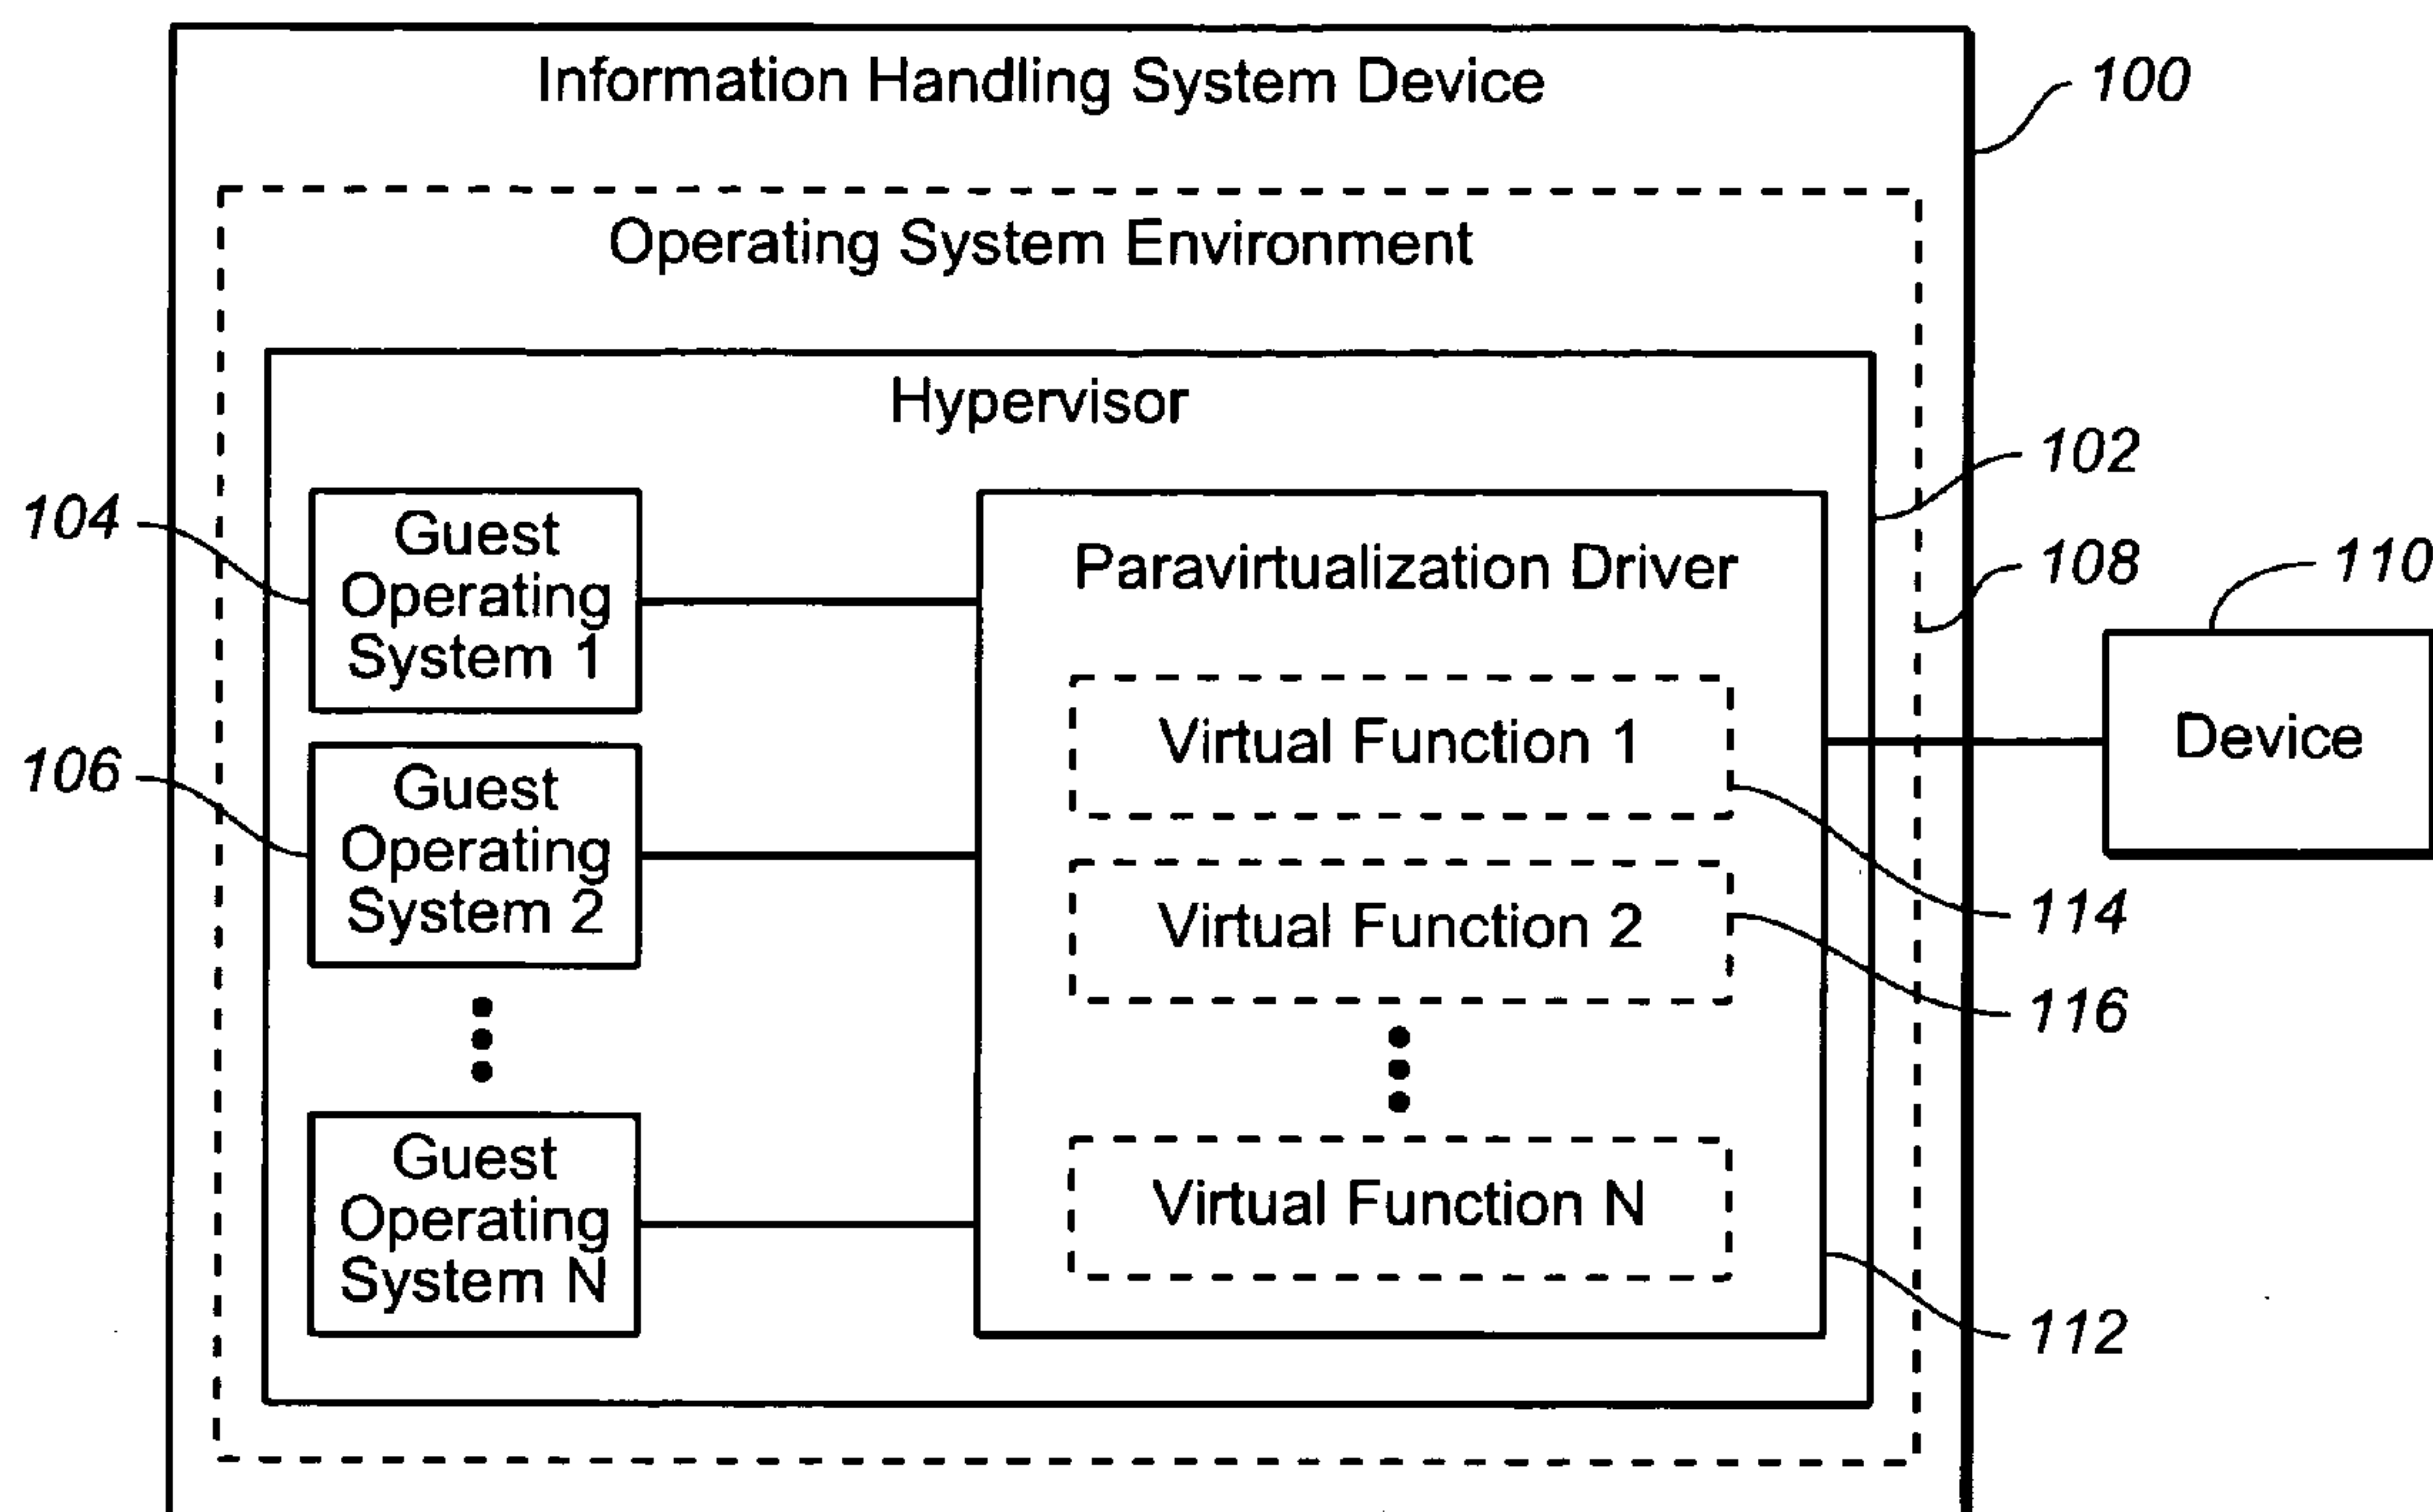 Information Handling System Device
100
Operating System Environment
Hypervisor
102
104
Guest
Operating
System 1
Paravirtualization Driver
108
110
Virtual Function 1
Device
106
Guest
Operating
System 2
Virtual Function 2
114
116
Guest
Operating
System N
Virtual Function N
112